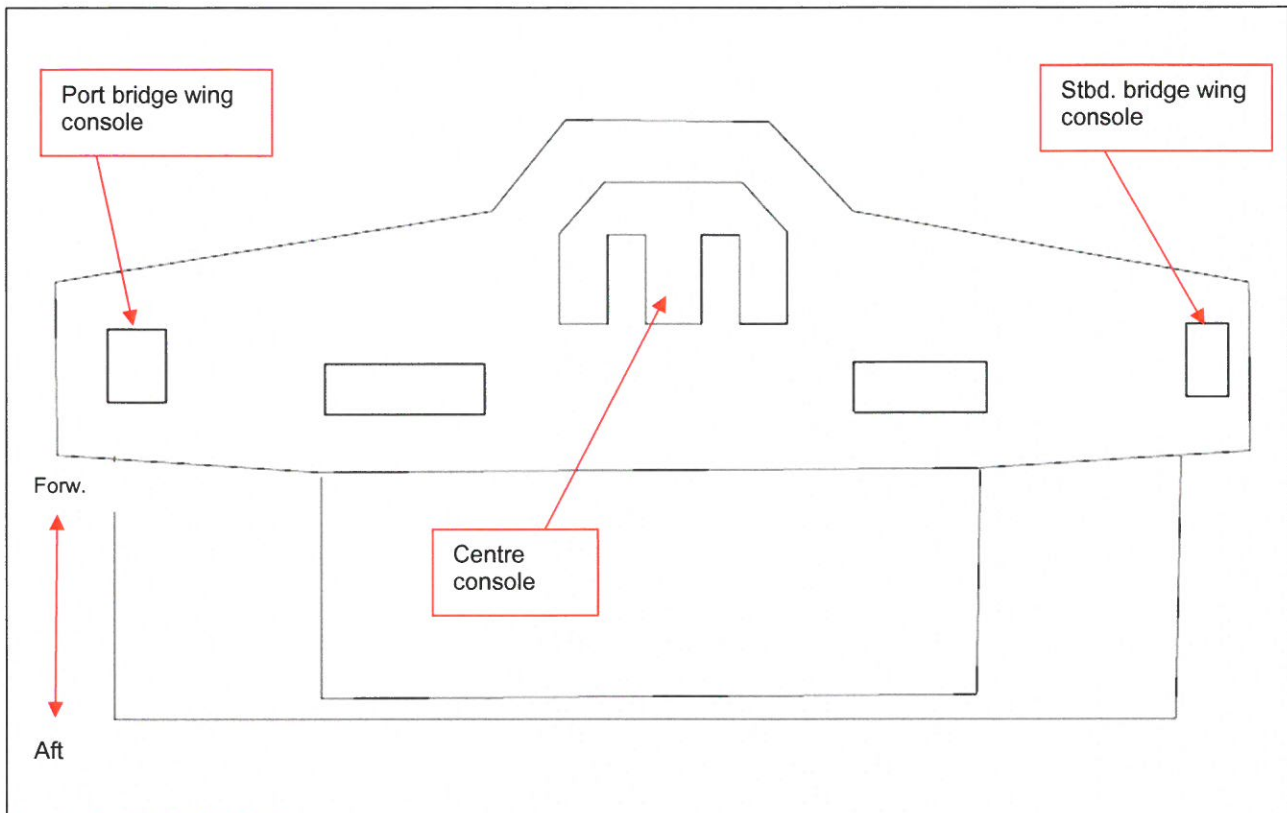 Port bridge wing
console
Stbd. bridge wing
console
Forw.
Centre
console
Aft